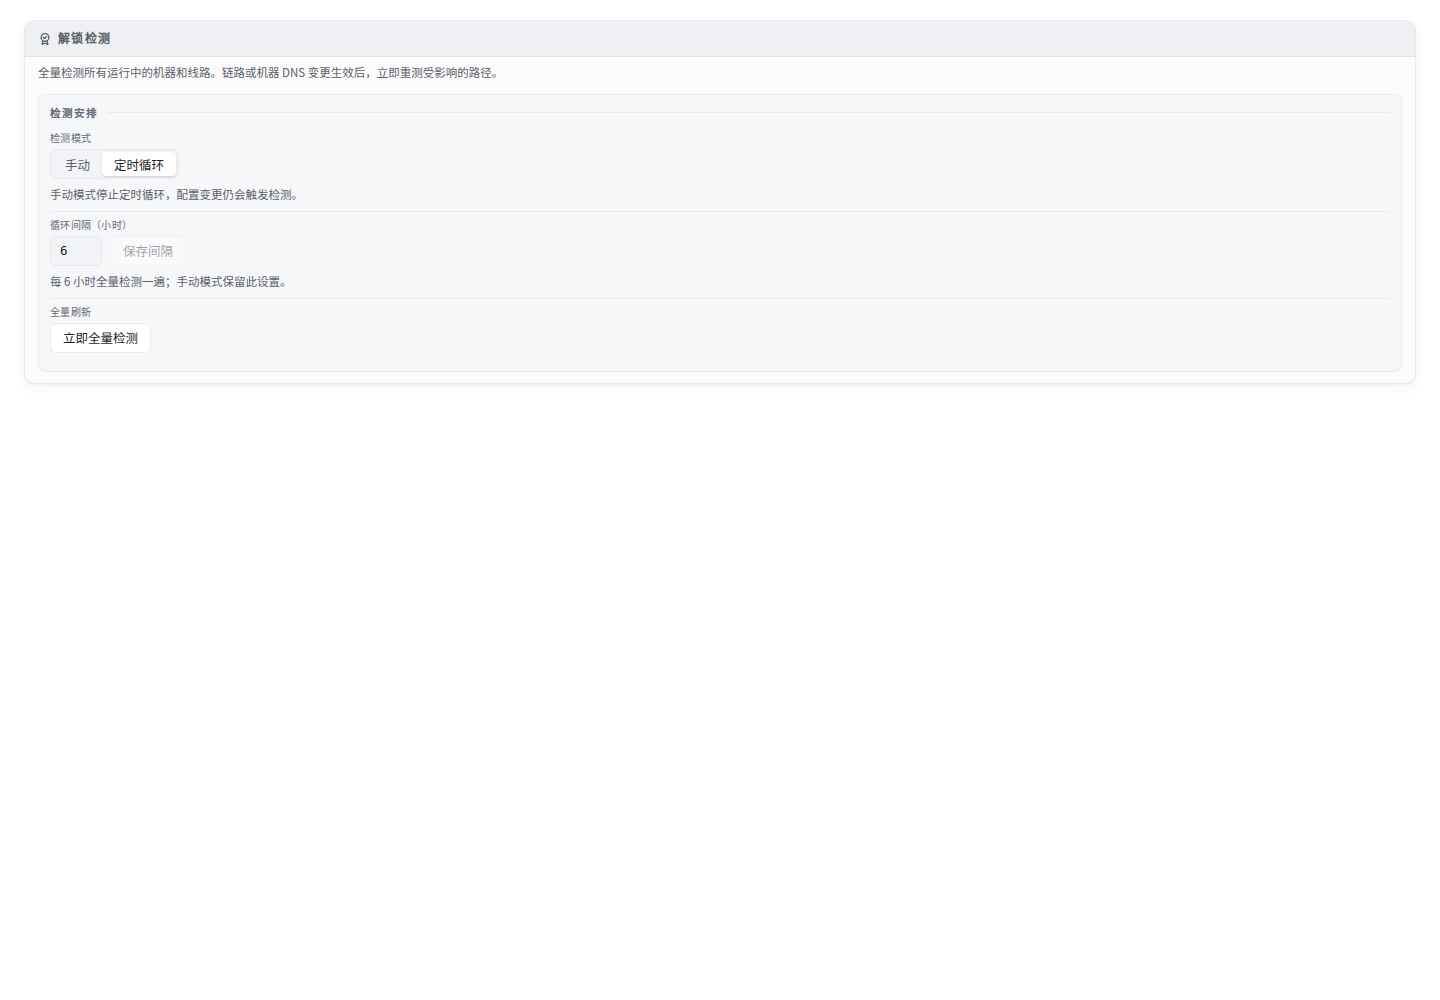 解锁检测
全量检测所有运行中的机器和线路。链路或机器 DNS 变更生效后，立即重测受影响的路径。
检测安排
检测模式
手动 定时循环
手动模式停止定时循环，配置变更仍会触发检测。
循环间隔（小时）
6 保存间隔
每 6 小时全量检测一遍；手动模式保留此设置。
全量刷新
立即全量检测